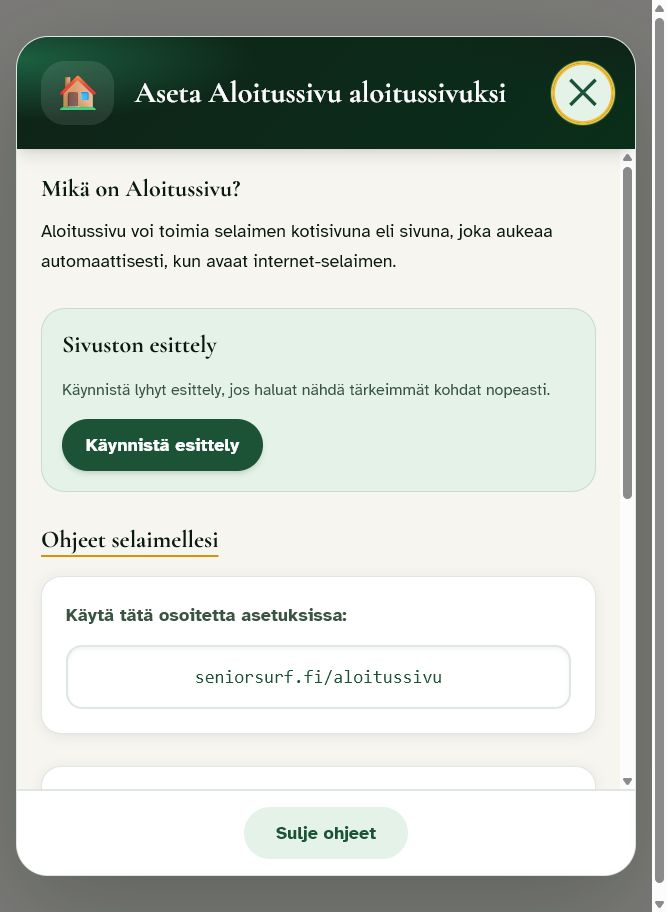 Aseta Aloitussivu aloitussivuksi
Mikä on Aloitussivu?
Aloitussivu voi toimia selaimen kotisivuna eli sivuna, joka aukeaa
automaattisesti, kun avaat internet-selaimen.
Sivuston esittely
Käynnistä lyhyt esittely, jos haluat nähdä tärkeimmät kohdat nopeasti.
Käynnistä esittely
Ohjeet selaimellesi
Käytä tätä osoitetta asetuksissa:
seniorsurf.fi/aloitussivu
Sulje ohjeet